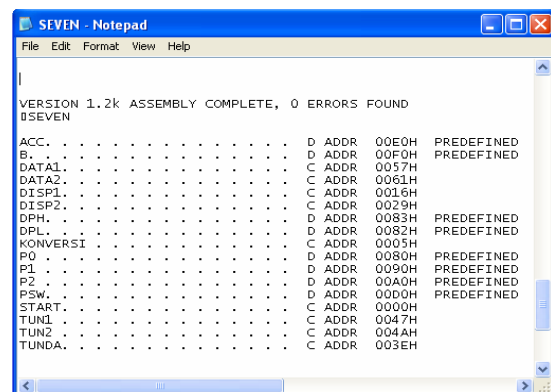 SEVEN - Notepad
File Edit Format View Help
VERSION 1.2k ASSEMBLY COMPLETE, 0 ERRORS FOUND
▯SEVEN
ACC. . . . . . . . . . . . . . . D ADDR 00E0H PREDEFINED
B. . . . . . . . . . . . . . . . D ADDR 00F0H PREDEFINED
DATA1. . . . . . . . . . . . . . C ADDR 0057H
DATA2. . . . . . . . . . . . . . C ADDR 0061H
DISP1. . . . . . . . . . . . . . C ADDR 0016H
DISP2. . . . . . . . . . . . . . C ADDR 0029H
DPH. . . . . . . . . . . . . . . D ADDR 0083H PREDEFINED
DPL. . . . . . . . . . . . . . . D ADDR 0082H PREDEFINED
KONVERSI . . . . . . . . . . . . C ADDR 0005H
P0 . . . . . . . . . . . . . . . D ADDR 0080H PREDEFINED
P1 . . . . . . . . . . . . . . . D ADDR 0090H PREDEFINED
P2 . . . . . . . . . . . . . . . D ADDR 00A0H PREDEFINED
PSW. . . . . . . . . . . . . . . D ADDR 00D0H PREDEFINED
START. . . . . . . . . . . . . . C ADDR 0000H
TUN1 . . . . . . . . . . . . . . C ADDR 0047H
TUN2 . . . . . . . . . . . . . . C ADDR 004AH
TUNDA. . . . . . . . . . . . . . C ADDR 003EH